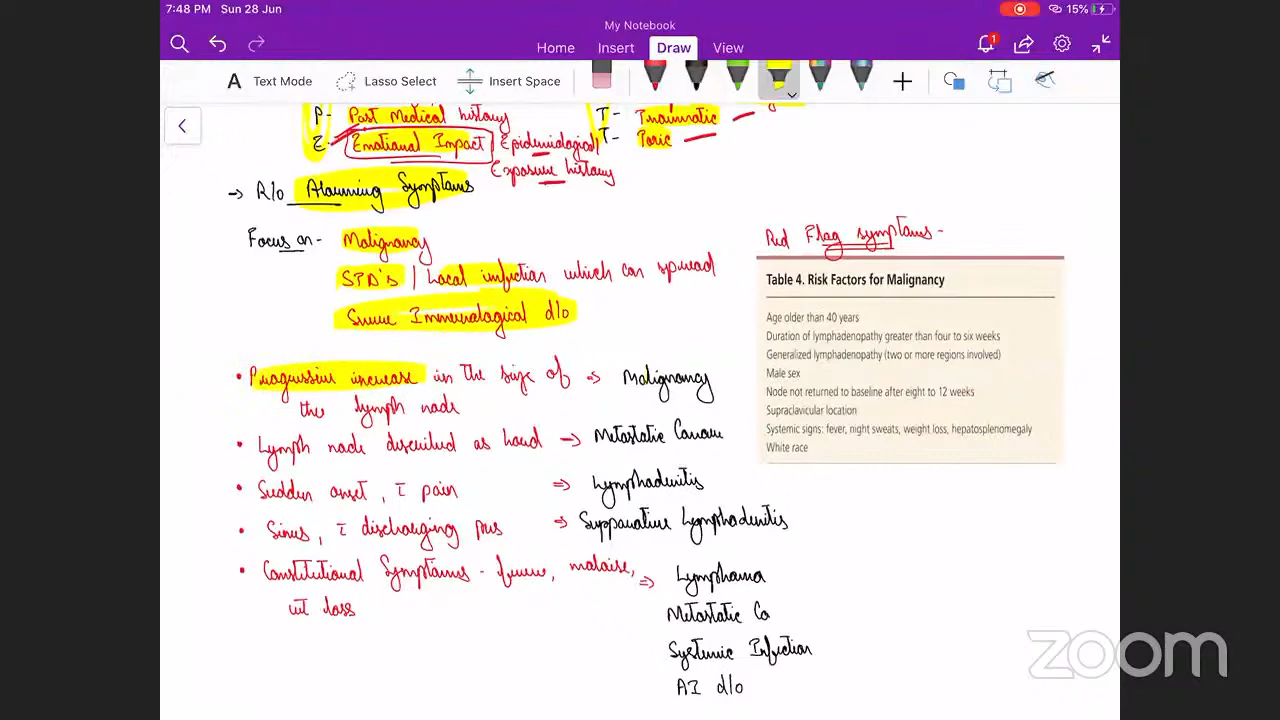 7:48 PM Sun 28 Jun
15%
My Notebook
Home Insert Draw View
1
Text Mode Lasso Select Insert Space
P- Past Medical history
T- Traumatic
E- Emotional Impact Epidemiological/
T- Toxic
Exposure history
→ R/o Alarming Symptoms
Focus on- Malignancy
STD's / Local infection which can spread
Severe Immunological d/o
Red Flag symptoms-
Table 4. Risk Factors for Malignancy
Age older than 40 years
Duration of lymphadenopathy greater than four to six weeks
Generalized lymphadenopathy (two or more regions involved)
Male sex
Node not returned to baseline after eight to 12 weeks
Supraclavicular location
Systemic signs: fever, night sweats, weight loss, hepatosplenomegaly
White race
• Progressive increase in the size of the lymph node ⇒ Malignancy
• Lymph node described as hard → Metastatic Cancer
• Sudden onset, c̄ pain ⇒ Lymphadenitis
• Sinus, c̄ discharging pus ⇒ Suppurative Lymphadenitis
• Constitutional Symptoms - fever, malaise, ⇒ Lymphoma
wt loss
Metastatic Ca
Systemic Infection
AI d/o
zoom